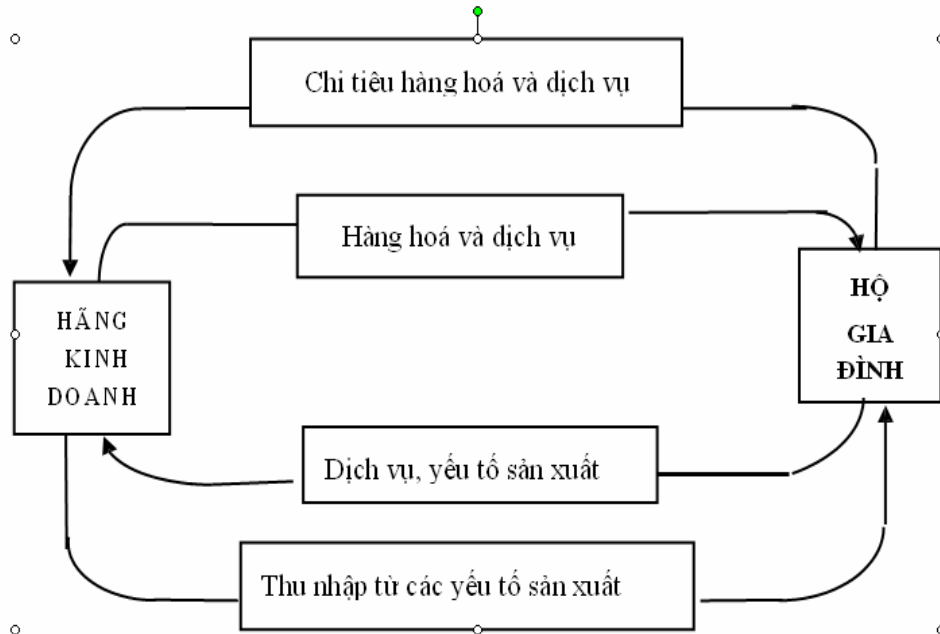 Chi tiêu hàng hoá và dịch vụ
Hàng hoá và dịch vụ
HÃNG
KINH
DOANH
HỘ
GIA
ĐÌNH
Dịch vụ, yếu tố sản xuất
Thu nhập từ các yếu tố sản xuất